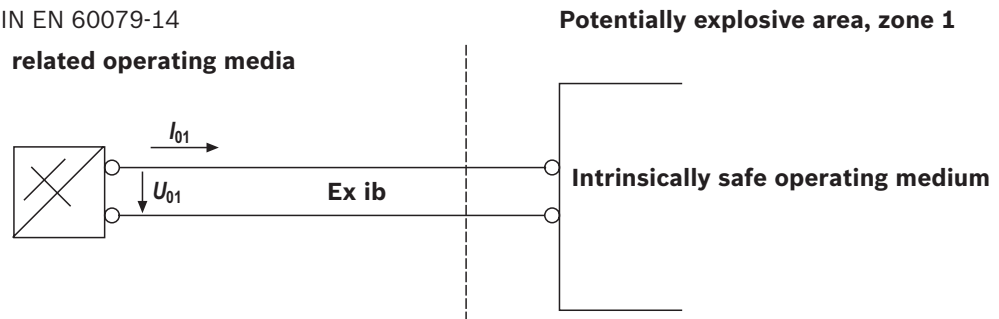 IN EN 60079-14
Potentially explosive area, zone 1
related operating media
I01
U01
Ex ib
Intrinsically safe operating medium